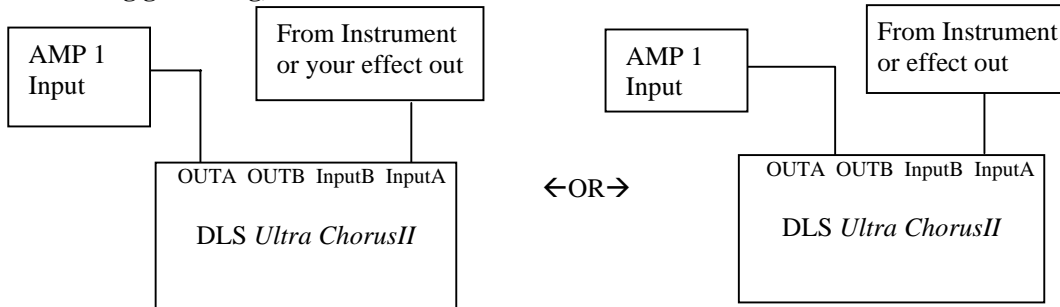 AMP 1
Input
From Instrument
or your effect out
OUTA OUTB InputB InputA
DLS Ultra ChorusII
←OR→
AMP 1
Input
From Instrument
or effect out
OUTA OUTB InputB InputA
DLS Ultra ChorusII